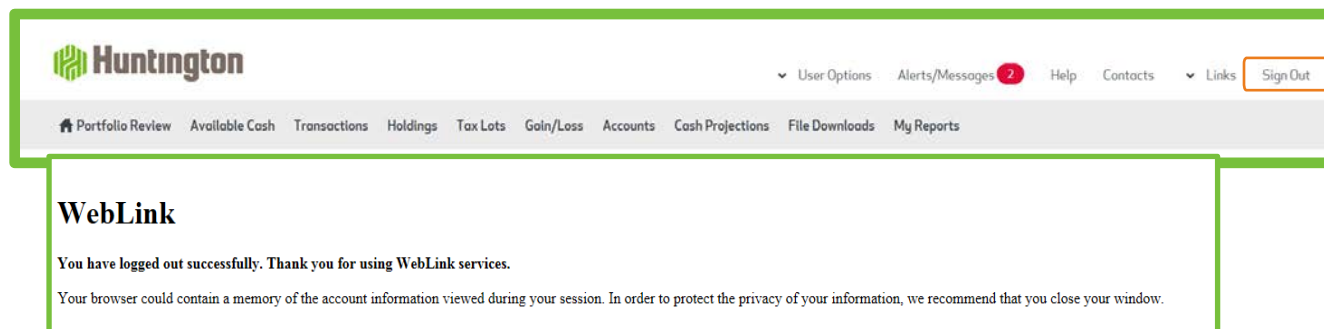 Huntington
User Options Alerts/Messages 2 Help Contacts Links Sign Out
Portfolio Review Available Cash Transactions Holdings Tax Lots Gain/Loss Accounts Cash Projections File Downloads My Reports
WebLink
You have logged out successfully. Thank you for using WebLink services.
Your browser could contain a memory of the account information viewed during your session. In order to protect the privacy of your information, we recommend that you close your window.